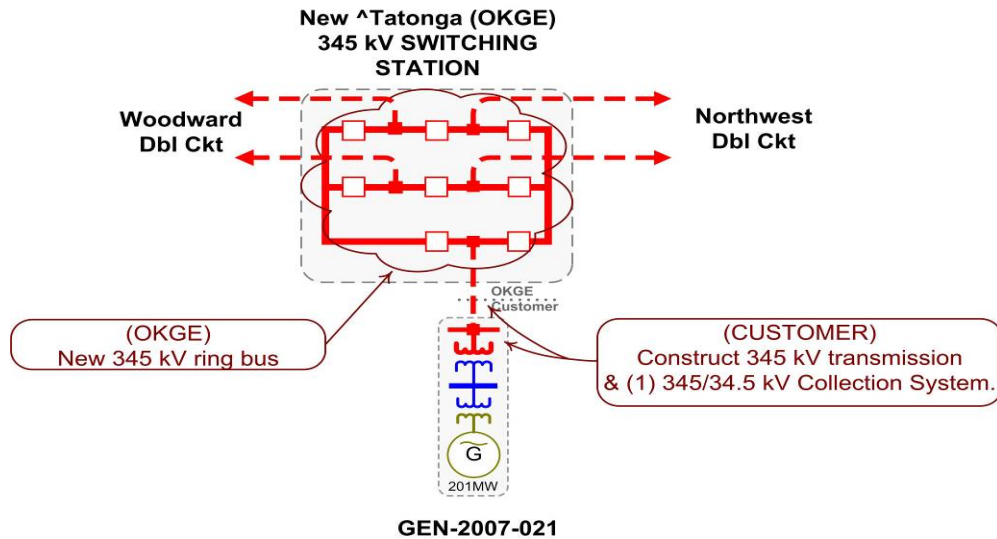 New ^Tatonga (OKGE)
345 kV SWITCHING
STATION
Woodward
Dbl Ckt
Northwest
Dbl Ckt
OKGE
Customer
(OKGE)
New 345 kV ring bus
(CUSTOMER)
Construct 345 kV transmission
& (1) 345/34.5 kV Collection System.
G
201MW
GEN-2007-021